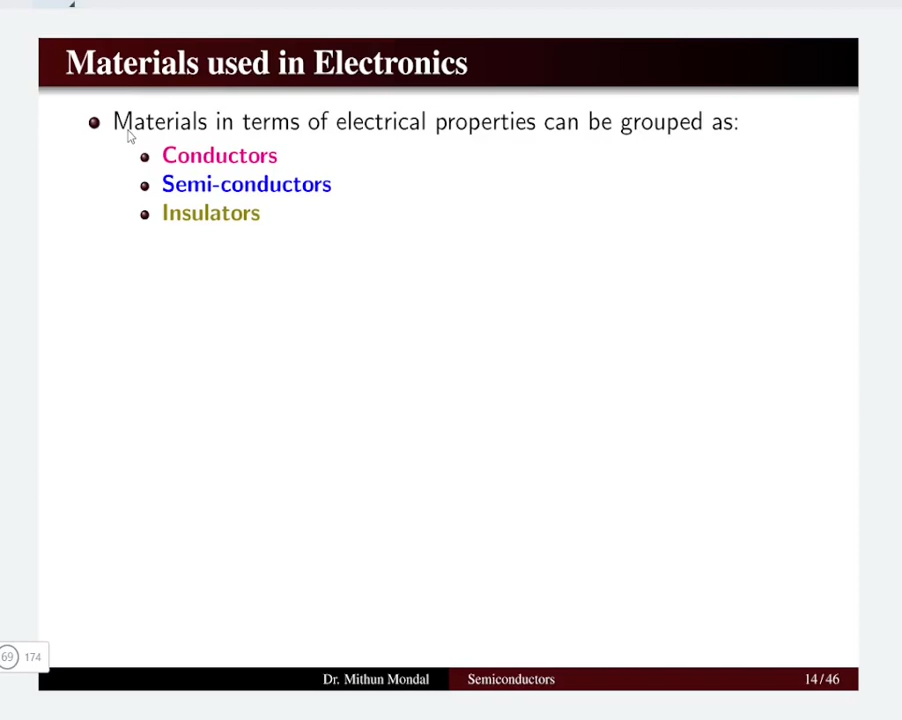 Materials used in Electronics
Materials in terms of electrical properties can be grouped as:
Conductors
Semi-conductors
Insulators
69 174
Dr. Mithun Mondal Semiconductors 14/46